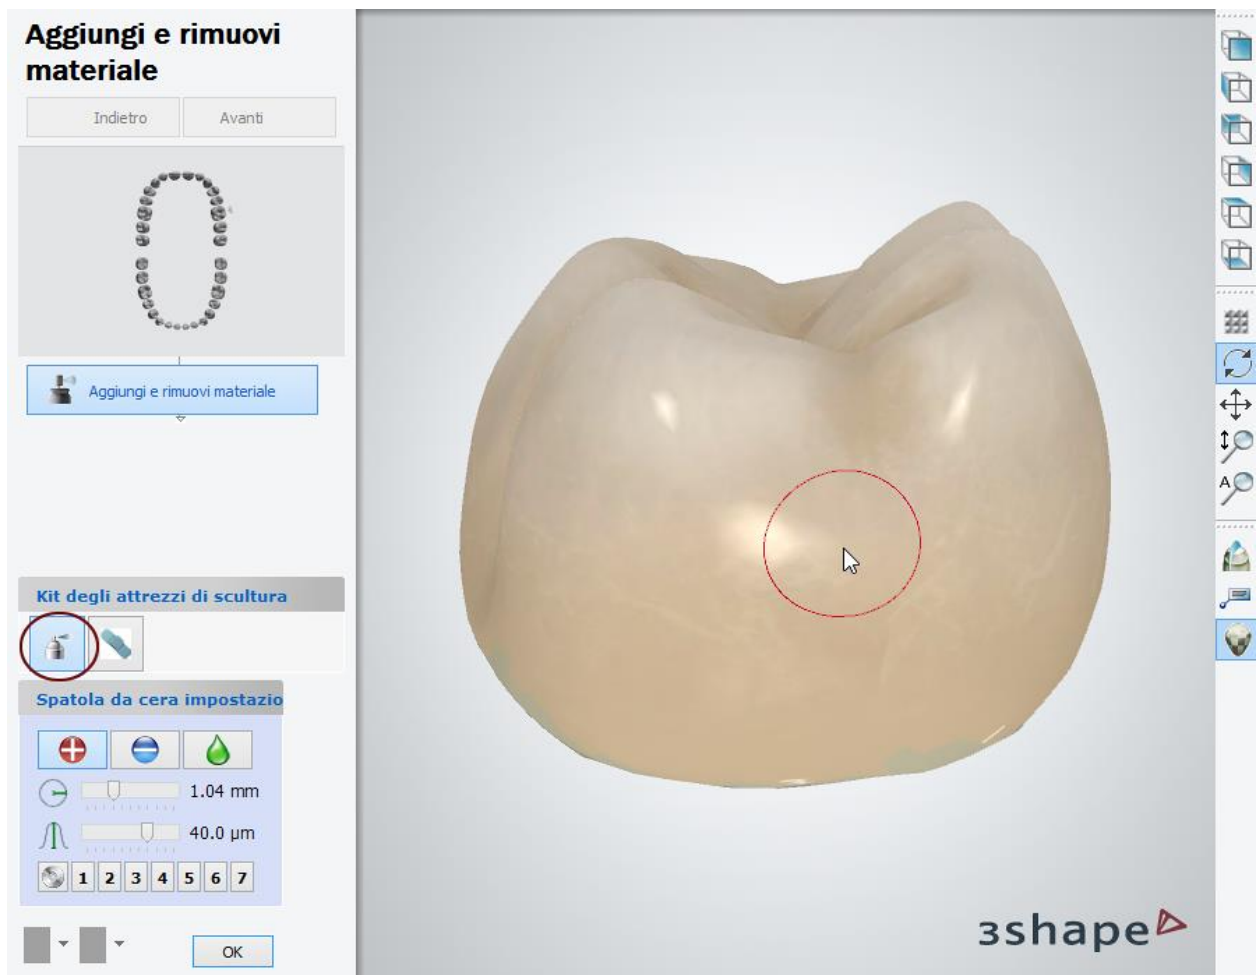 Aggiungi e rimuovi
materiale
Indietro
Avanti
Aggiungi e rimuovi materiale
Kit degli attrezzi di scultura
Spatola da cera impostazio
1.04 mm
40.0 µm
1 2 3 4 5 6 7
OK
A
3shape